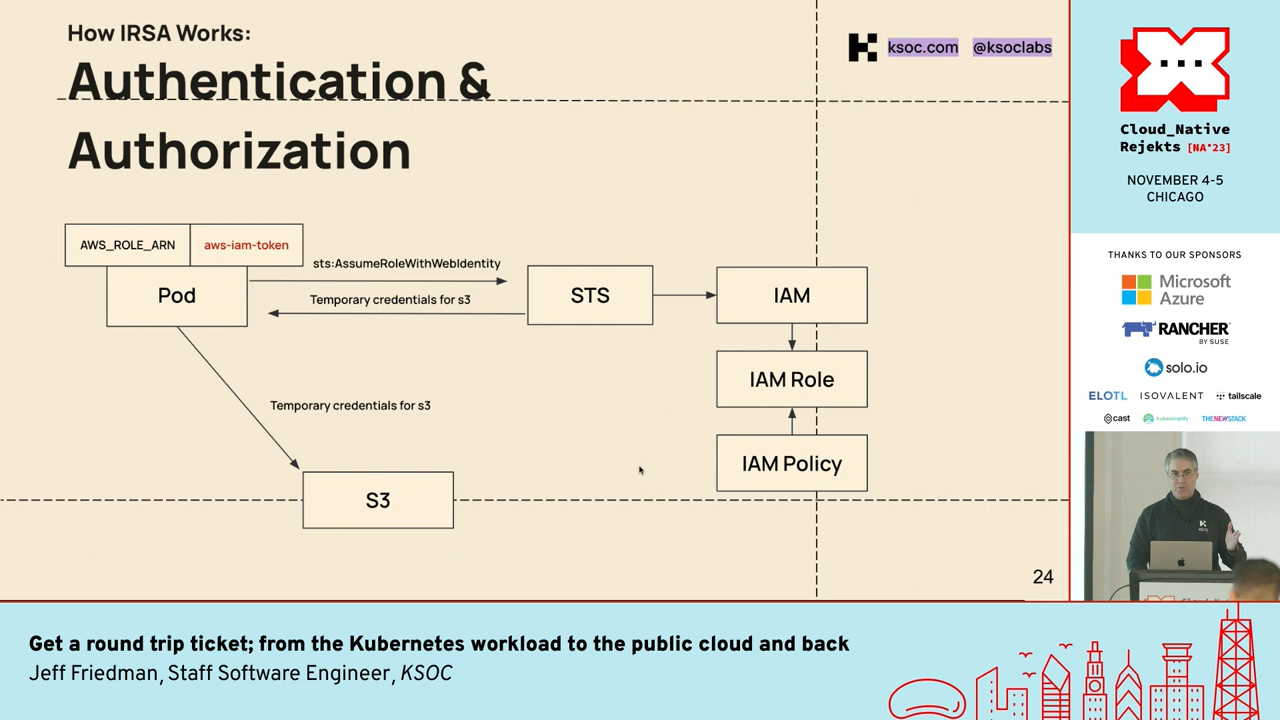 How IRSA Works:
Authentication &
Authorization
ksoc.com @ksoclabs
AWS_ROLE_ARN aws-iam-token
Pod
sts:AssumeRoleWithWebIdentity
Temporary credentials for s3
STS
IAM
IAM Role
IAM Policy
Temporary credentials for s3
S3
24
Cloud_Native
Rejekts [NA'23]
NOVEMBER 4-5
CHICAGO
THANKS TO OUR SPONSORS
Microsoft
Azure
RANCHER
BY SUSE
solo.io
ELOTL ISOVALENT tailscale
cast Kubesimplify THENEWSTACK
Get a round trip ticket; from the Kubernetes workload to the public cloud and back
Jeff Friedman, Staff Software Engineer, KSOC